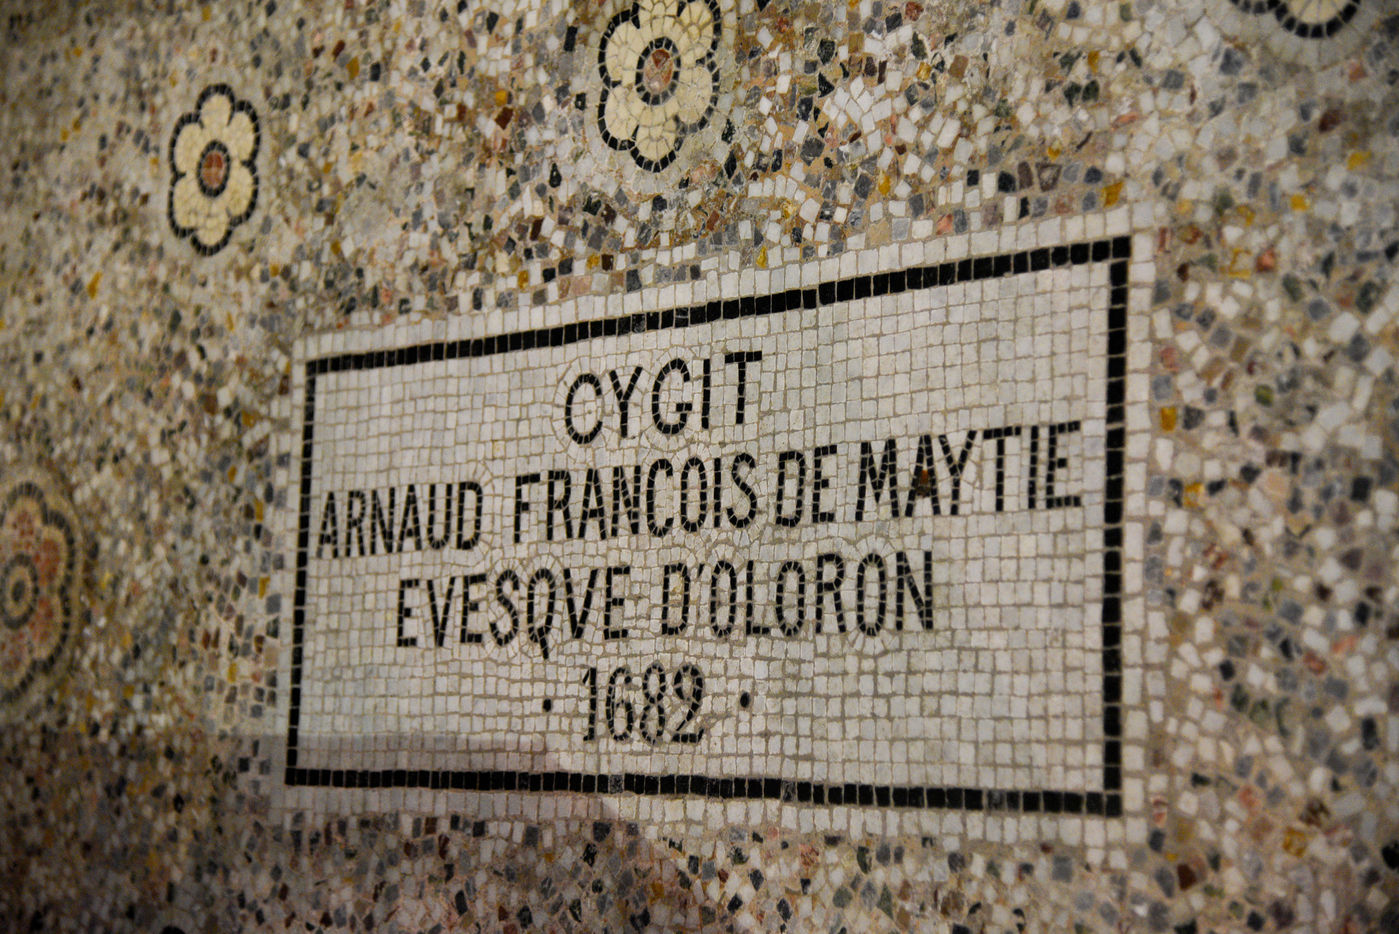 CYGIT
ARNAUD FRANCOIS DE MAYTIE
EVESQVE D'OLORON
· 1682 ·